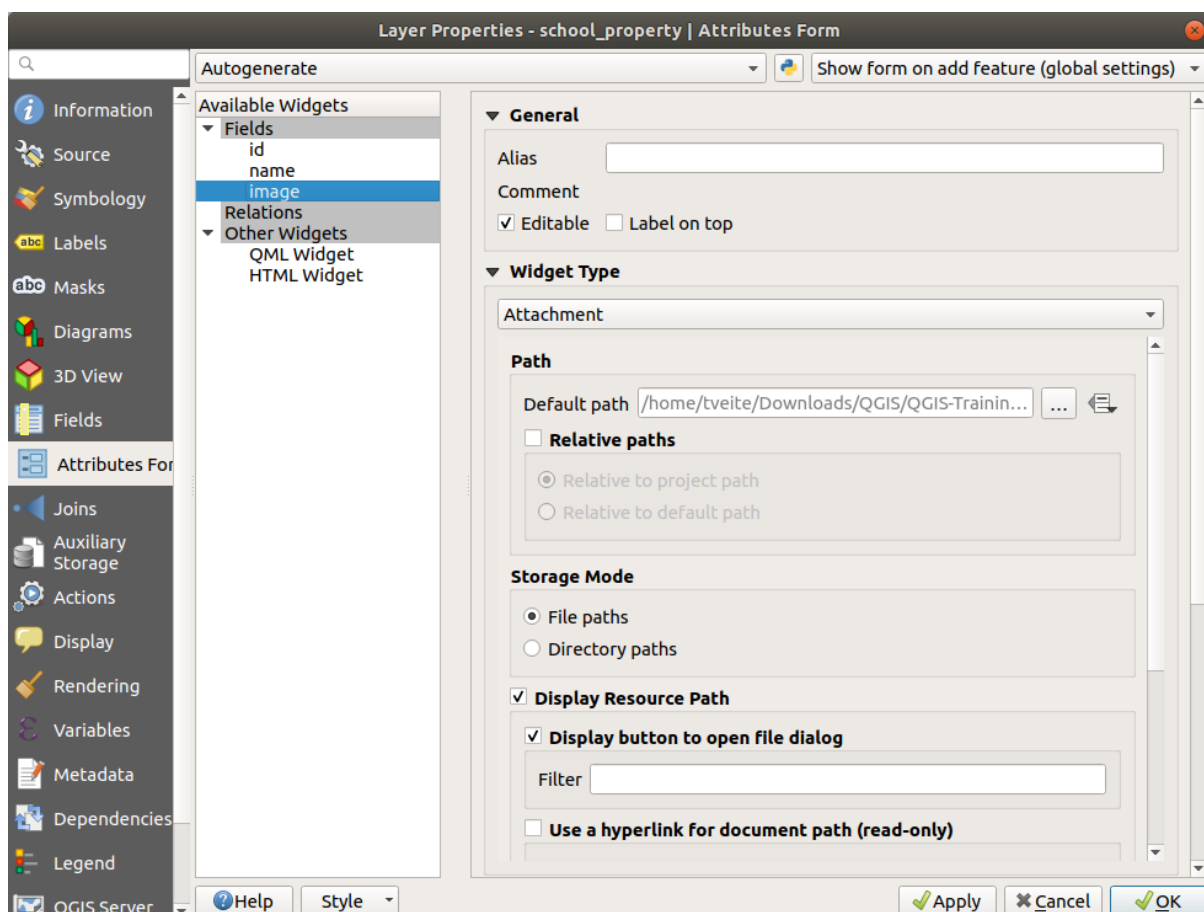 Layer Properties - school_property | Attributes Form
Autogenerate
Show form on add feature (global settings)
Information
Source
Symbology
abc Labels
abc Masks
Diagrams
3D View
Fields
Attributes For
Joins
Auxiliary
Storage
Actions
Display
Rendering
Variables
Metadata
Dependencies
Legend
QGIS Server
Available Widgets
Fields
id
name
image
Relations
Other Widgets
QML Widget
HTML Widget
General
Alias
Comment
Editable Label on top
Widget Type
Attachment
Path
Default path /home/tveite/Downloads/QGIS/QGIS-Trainin... ...
Relative paths
Relative to project path
Relative to default path
Storage Mode
File paths
Directory paths
Display Resource Path
Display button to open file dialog
Filter
Use a hyperlink for document path (read-only)
Help Style Apply Cancel OK